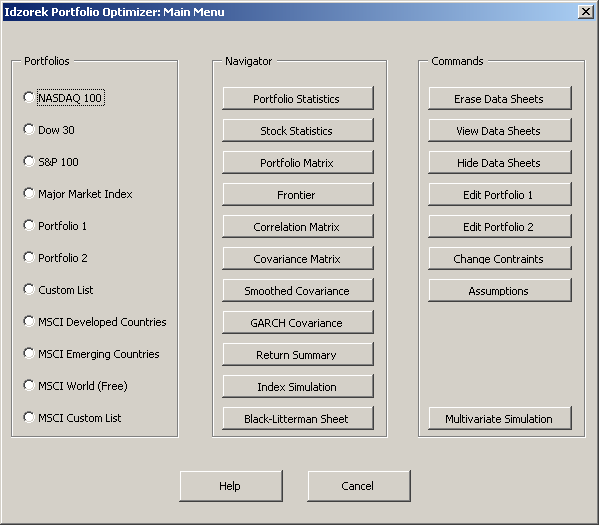 Idzorek Portfolio Optimizer: Main Menu
Portfolios
NASDAQ 100
Dow 30
S&P 100
Major Market Index
Portfolio 1
Portfolio 2
Custom List
MSCI Developed Countries
MSCI Emerging Countries
MSCI World (Free)
MSCI Custom List
Navigator
Portfolio Statistics
Stock Statistics
Portfolio Matrix
Frontier
Correlation Matrix
Covariance Matrix
Smoothed Covariance
GARCH Covariance
Return Summary
Index Simulation
Black-Litterman Sheet
Commands
Erase Data Sheets
View Data Sheets
Hide Data Sheets
Edit Portfolio 1
Edit Portfolio 2
Change Contraints
Assumptions
Multivariate Simulation
Help
Cancel